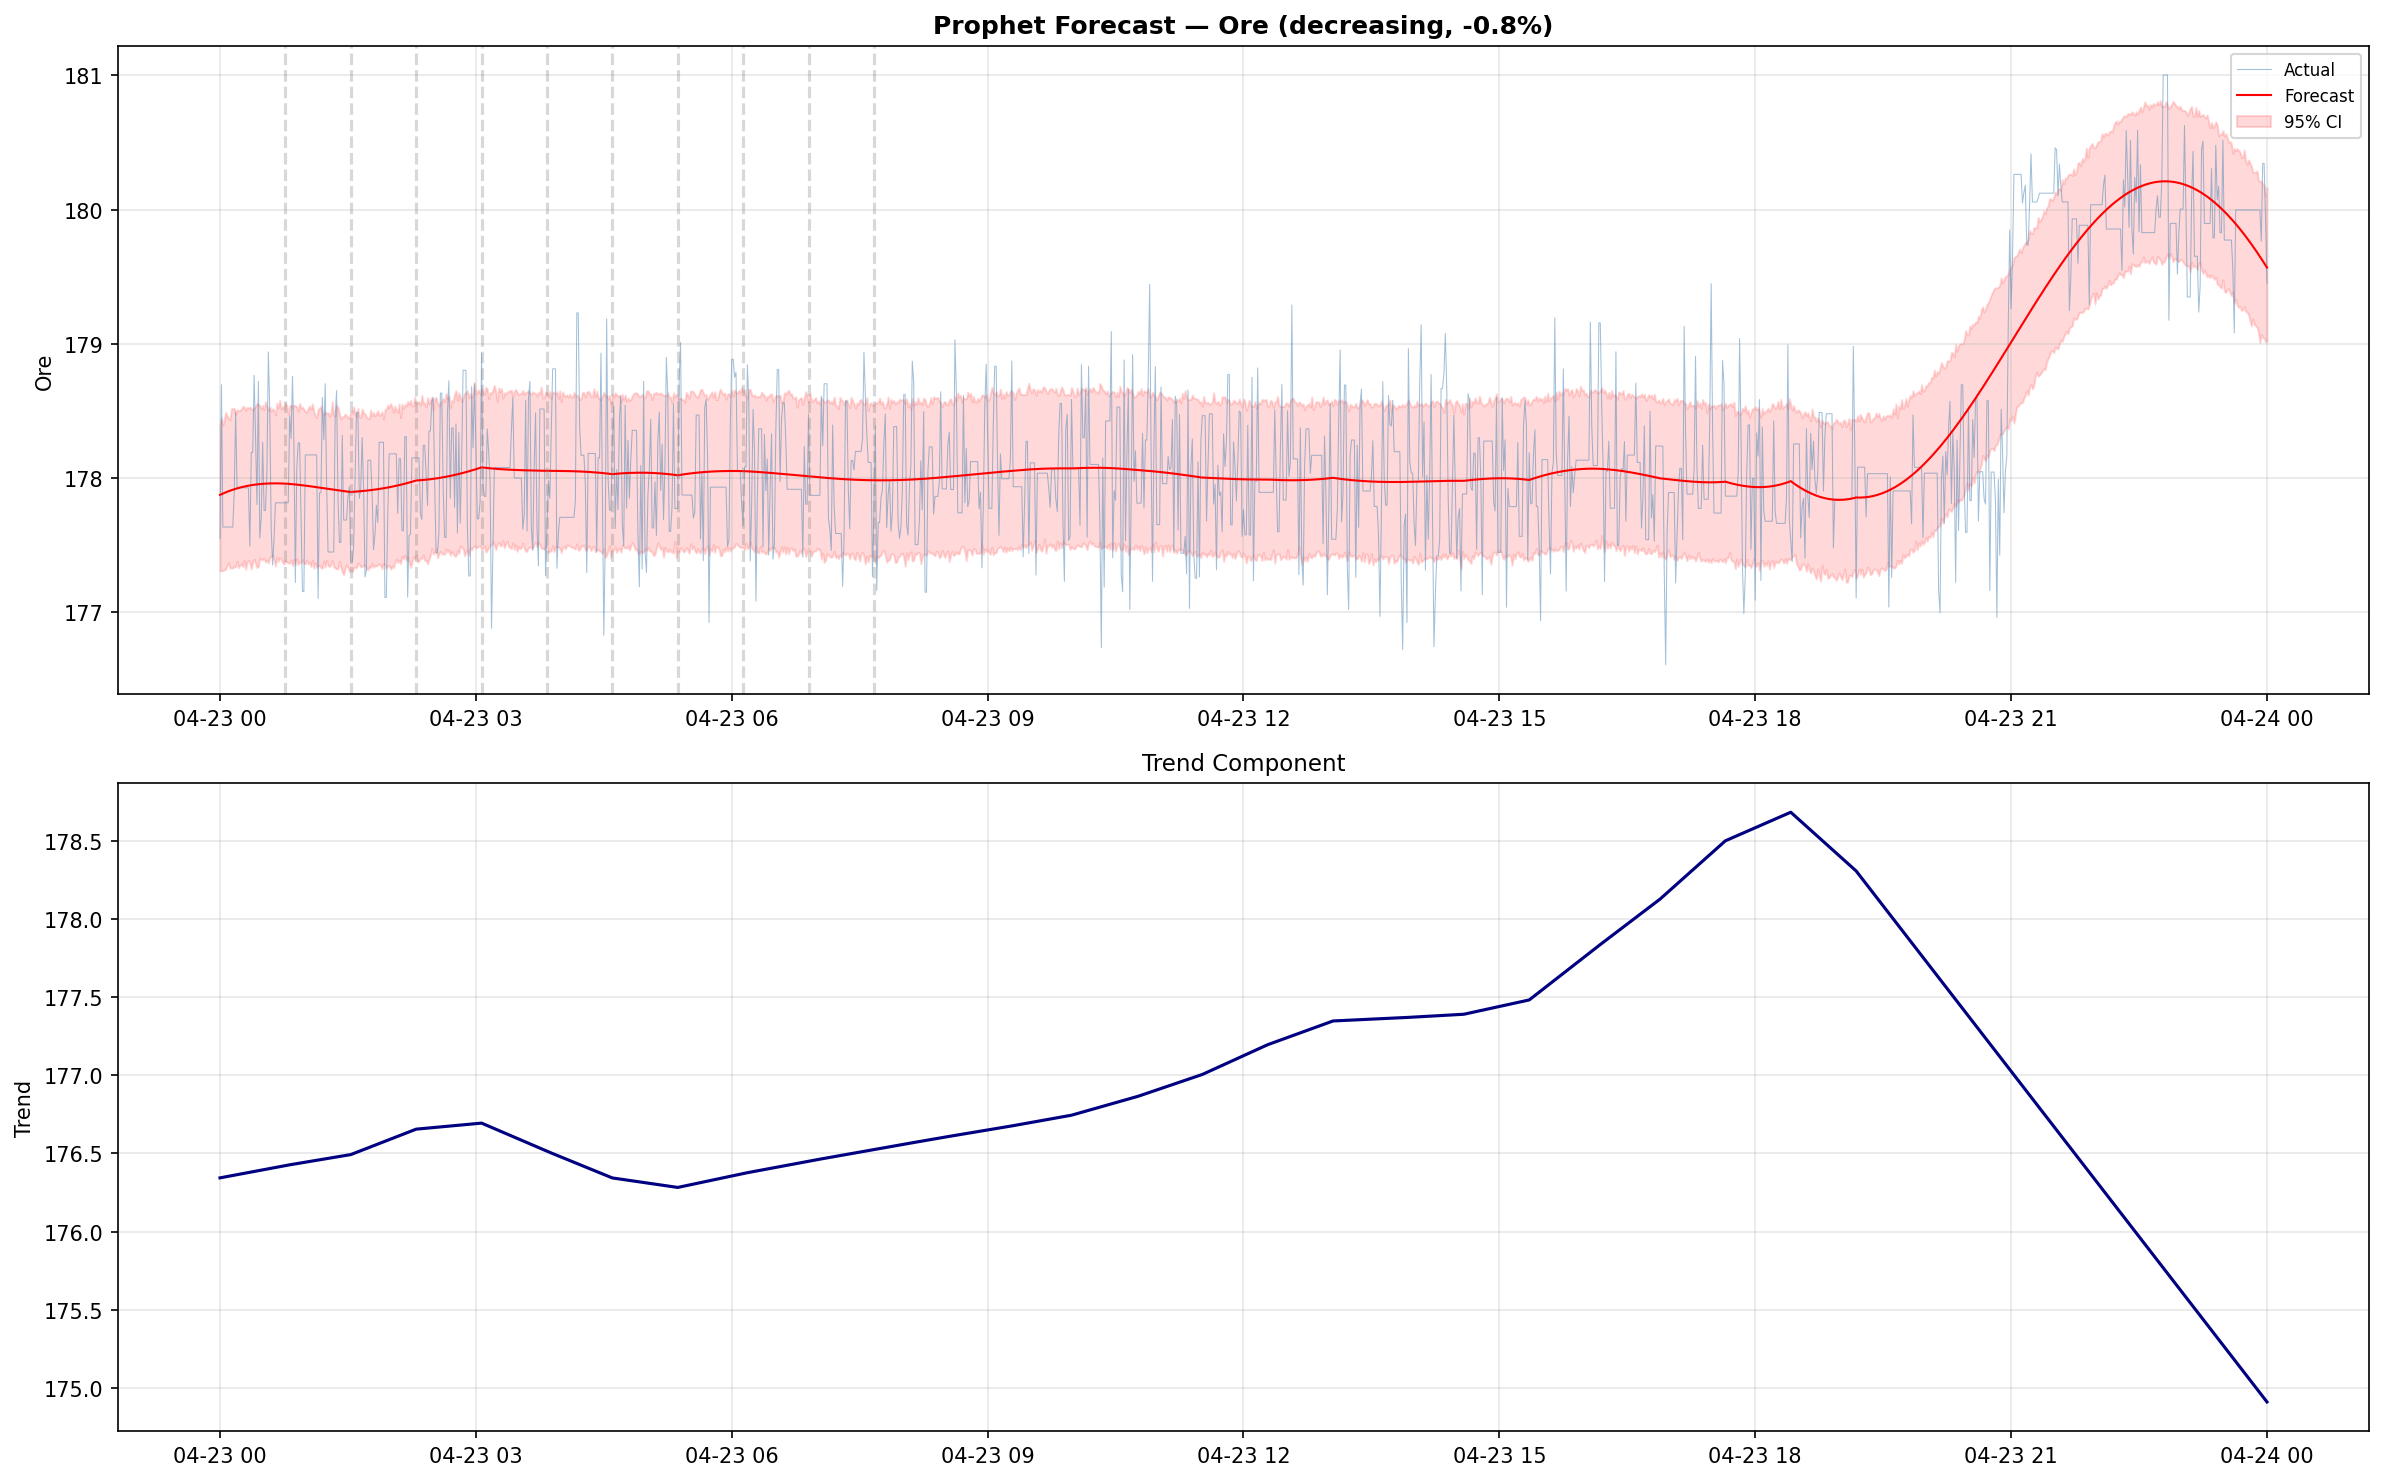 Prophet Forecast — Ore (decreasing, -0.8%)
Actual
Forecast
95% CI
181
180
179
178
177
Ore
04-23 00 04-23 03 04-23 06 04-23 09 04-23 12 04-23 15 04-23 18 04-23 21 04-24 00
Trend Component
178.5
178.0
177.5
177.0
176.5
176.0
175.5
175.0
Trend
04-23 00 04-23 03 04-23 06 04-23 09 04-23 12 04-23 15 04-23 18 04-23 21 04-24 00